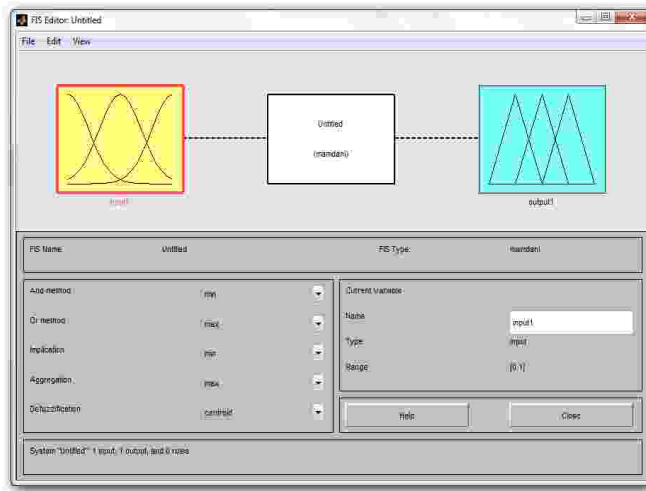 FIS Editor: Untitled
File Edit View
Untitled
(mamdani)
input1
output1
FIS Name: Untitled FIS Type: mamdani
And method min
Or method max
Implication min
Aggregation max
Defuzzification centroid
Current Variable
Name input1
Type input
Range [0 1]
Help Close
System "Untitled": 1 input, 1 output, and 0 rules